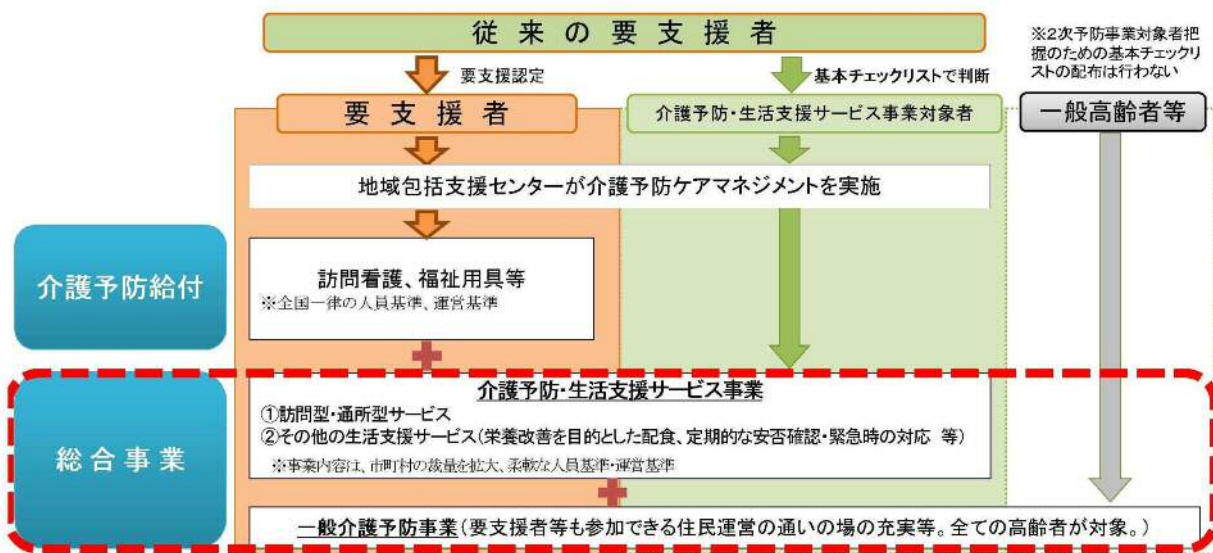 従来の要支援者
※2次予防事業対象者把
握のための基本チェックリ
ストの配布は行わない
要支援認定
基本チェックリストで判断
要支援者
介護予防・生活支援サービス事業対象者
一般高齢者等
地域包括支援センターが介護予防ケアマネジメントを実施
介護予防給付
訪問看護、福祉用具等
※全国一律の人員基準、運営基準
総合事業
介護予防・生活支援サービス事業
①訪問型・通所型サービス
②その他の生活支援サービス(栄養改善を目的とした配食、定期的な安否確認・緊急時の対応 等)
※事業内容は、市町村の裁量を拡大、柔軟な人員基準・運営基準
一般介護予防事業(要支援者等も参加できる住民運営の通いの場の充実等。全ての高齢者が対象。)